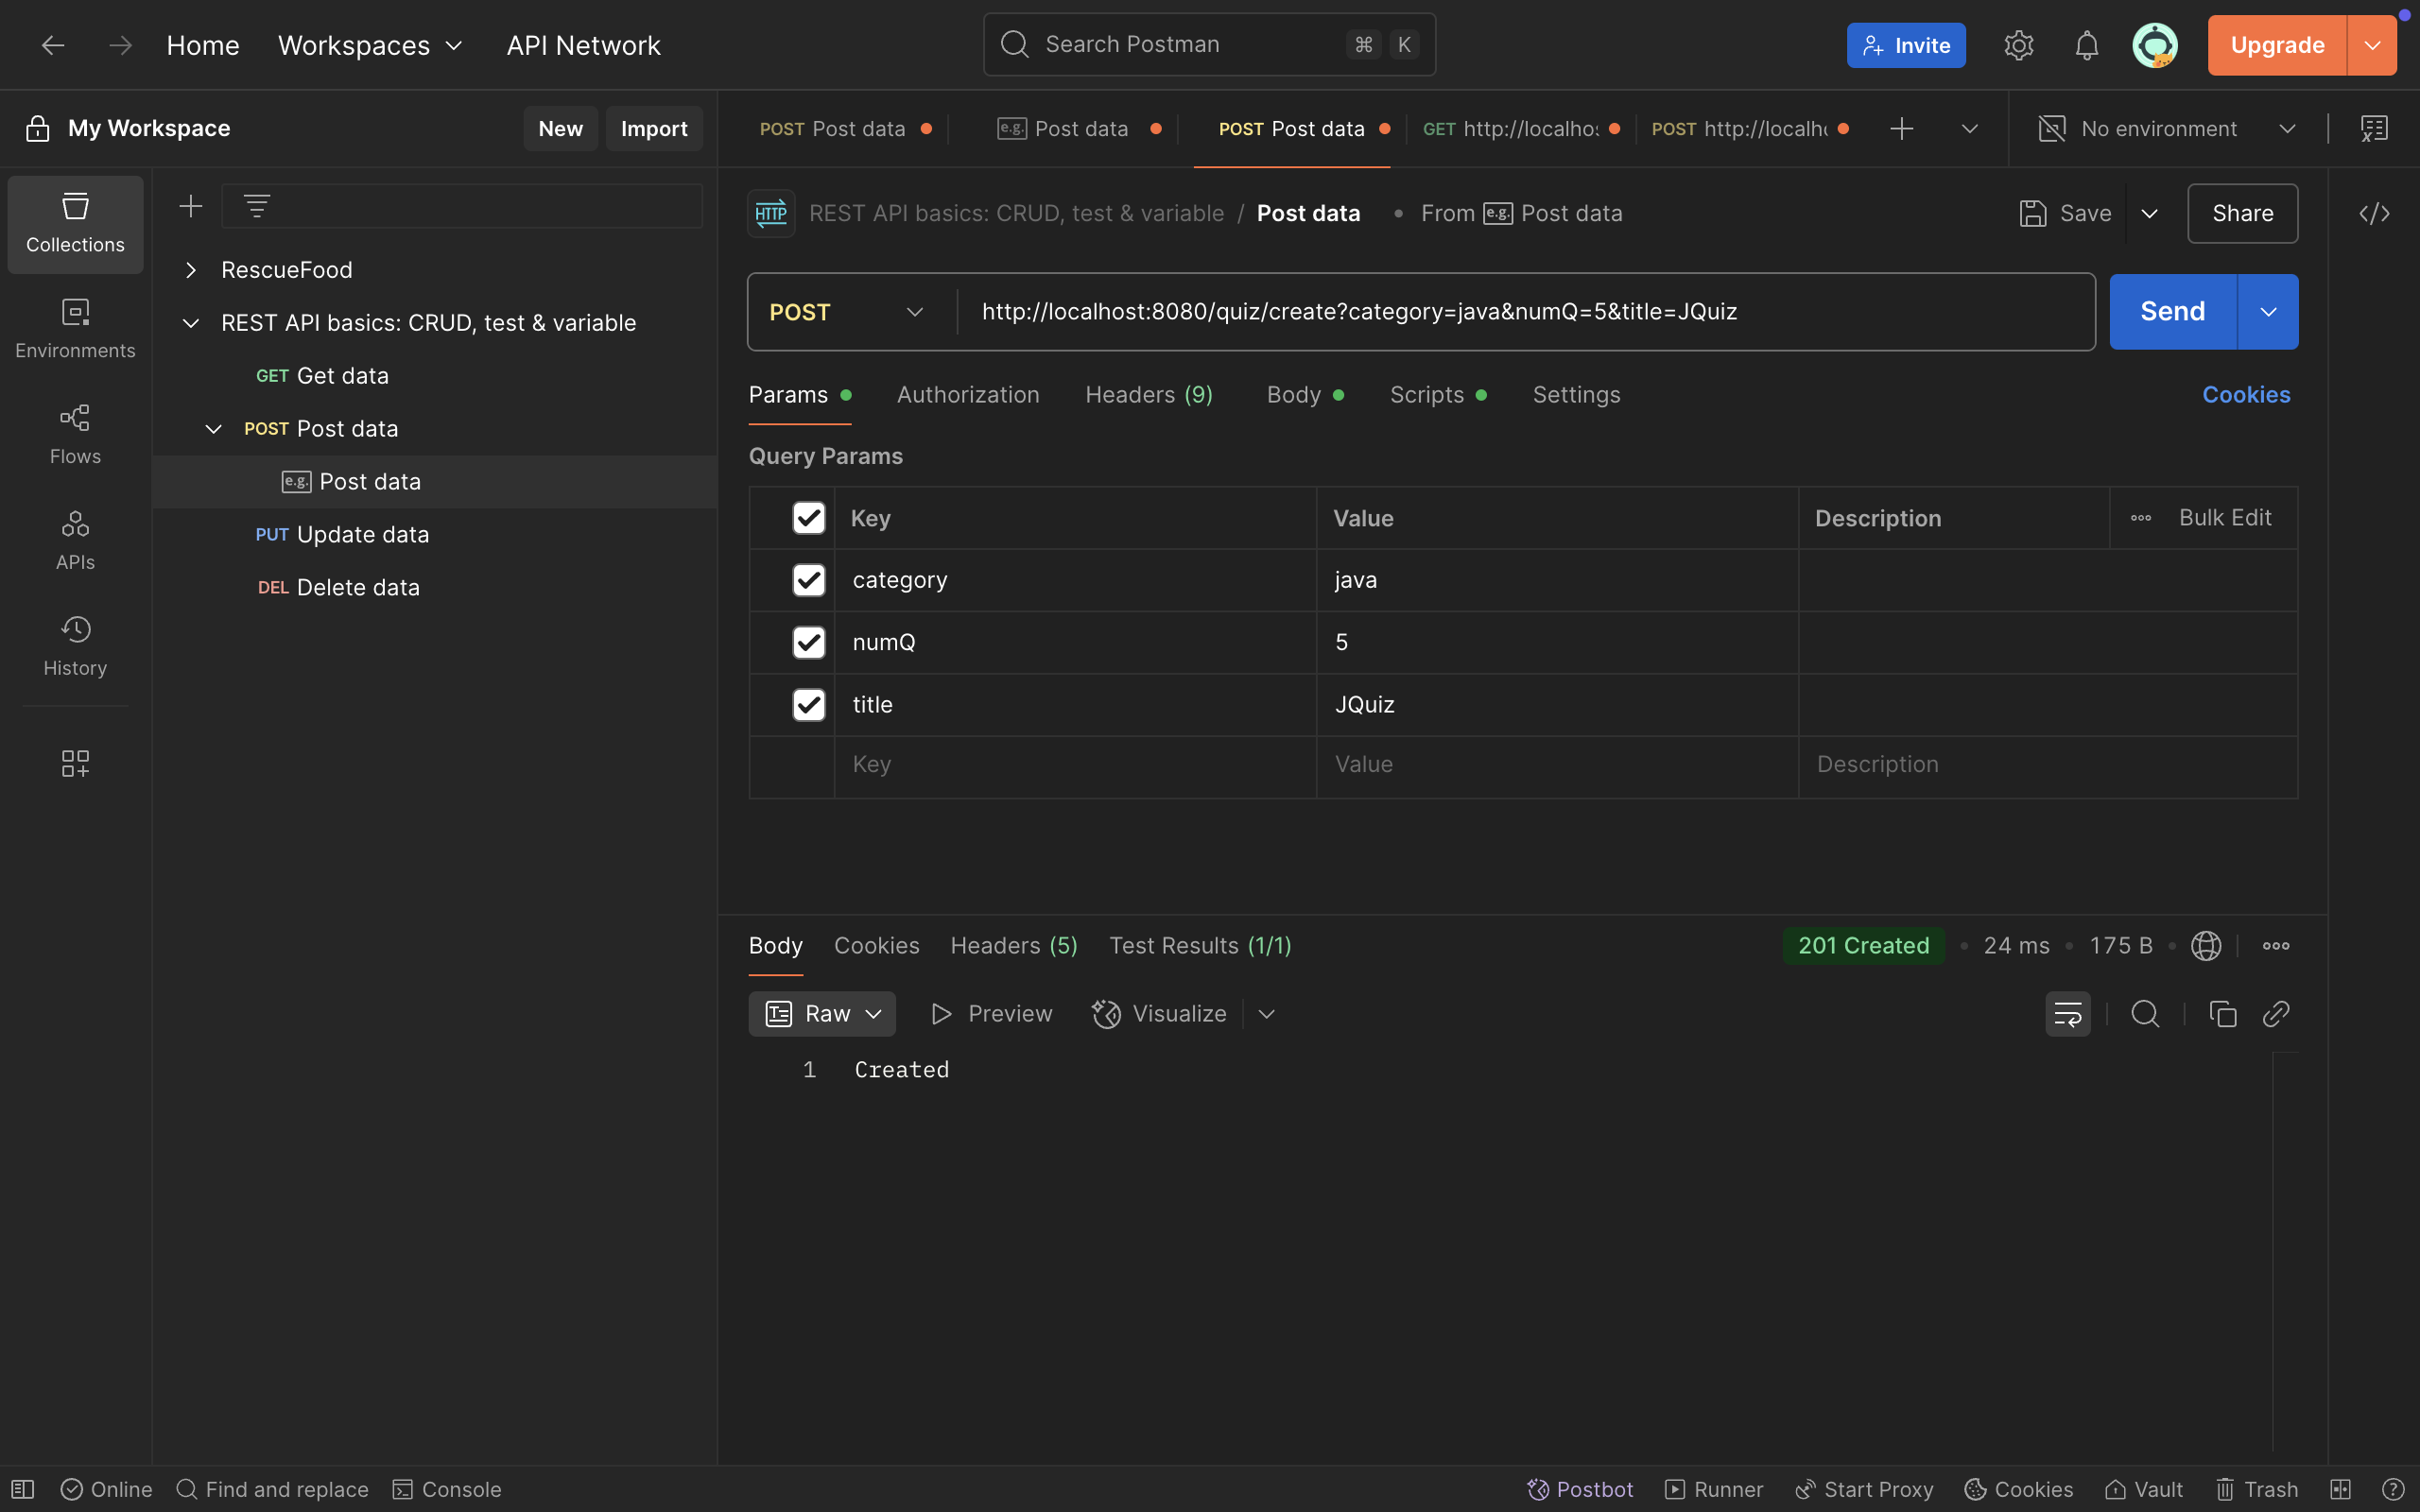 Home Workspaces API Network Search Postman ⌘ K Invite Upgrade
My Workspace New Import
POST Post data e.g. Post data POST Post data GET http://localho POST http://localh No environment
Collections
Environments
Flows
APIs
History
RescueFood
REST API basics: CRUD, test & variable
GET Get data
POST Post data
e.g. Post data
PUT Update data
DEL Delete data
HTTP REST API basics: CRUD, test & variable / Post data • From e.g. Post data Save Share
POST http://localhost:8080/quiz/create?category=java&numQ=5&title=JQuiz Send
Params Authorization Headers (9) Body Scripts Settings Cookies
Query Params
Key Value Description Bulk Edit
category java
numQ 5
title JQuiz
Key Value Description
Body Cookies Headers (5) Test Results (1/1) 201 Created • 24 ms • 175 B
Raw Preview Visualize
1 Created
Online Find and replace Console Postbot Runner Start Proxy Cookies Vault Trash